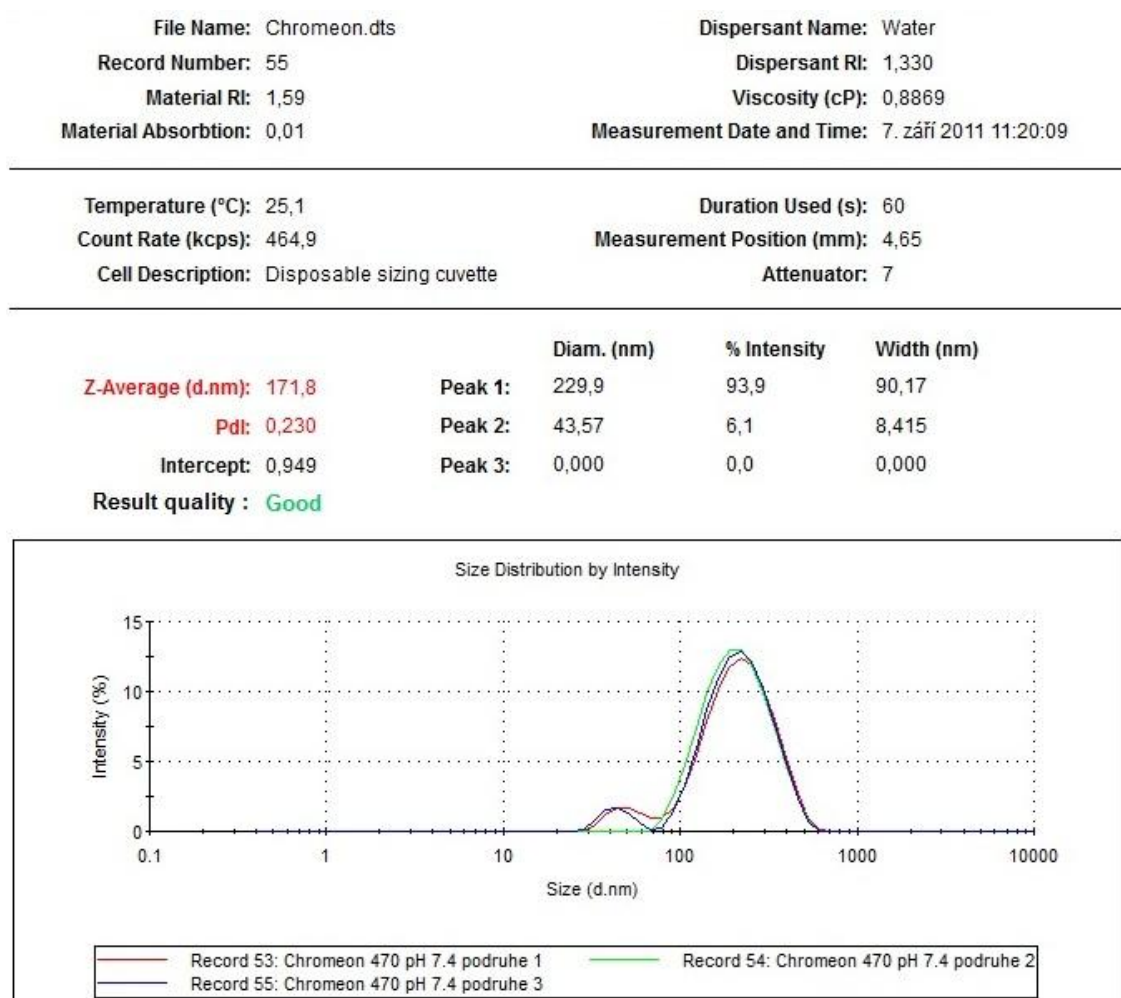 File Name: Chromeon.dts Dispersant Name: Water
Record Number: 55 Dispersant RI: 1,330
Material RI: 1,59 Viscosity (cP): 0,8869
Material Absorbtion: 0,01 Measurement Date and Time: 7. září 2011 11:20:09
Temperature (°C): 25,1 Duration Used (s): 60
Count Rate (kcps): 464,9 Measurement Position (mm): 4,65
Cell Description: Disposable sizing cuvette Attenuator: 7
Diam. (nm) % Intensity Width (nm)
Z-Average (d.nm): 171,8 Peak 1: 229,9 93,9 90,17
PdI: 0,230 Peak 2: 43,57 6,1 8,415
Intercept: 0,949 Peak 3: 0,000 0,0 0,000
Result quality : Good
Size Distribution by Intensity
15
10
5
0
Intensity (%)
0.1 1 10 100 1000 10000
Size (d.nm)
Record 53: Chromeon 470 pH 7.4 podruhe 1 Record 54: Chromeon 470 pH 7.4 podruhe 2
Record 55: Chromeon 470 pH 7.4 podruhe 3